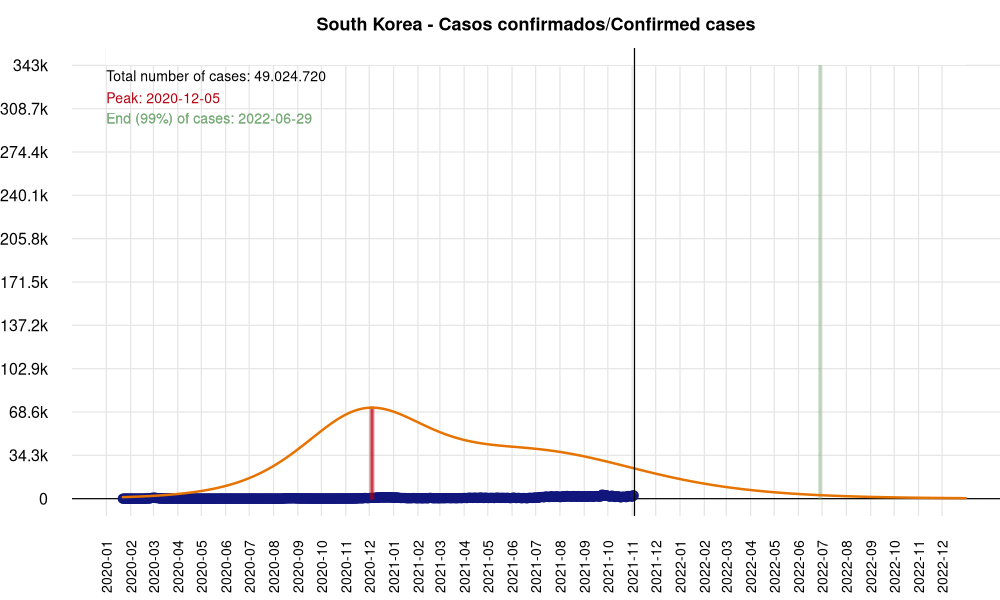 South Korea - Casos confirmados/Confirmed cases
343k
308.7k
274.4k
240.1k
205.8k
171.5k
137.2k
102.9k
68.6k
34.3k
0
Total number of cases: 49.024.720
Peak: 2020-12-05
End (99%) of cases: 2022-06-29
2020-01
2020-02
2020-03
2020-04
2020-05
2020-06
2020-07
2020-08
2020-09
2020-10
2020-11
2020-12
2021-01
2021-02
2021-03
2021-04
2021-05
2021-06
2021-07
2021-08
2021-09
2021-10
2021-11
2021-12
2022-01
2022-02
2022-03
2022-04
2022-05
2022-06
2022-07
2022-08
2022-09
2022-10
2022-11
2022-12